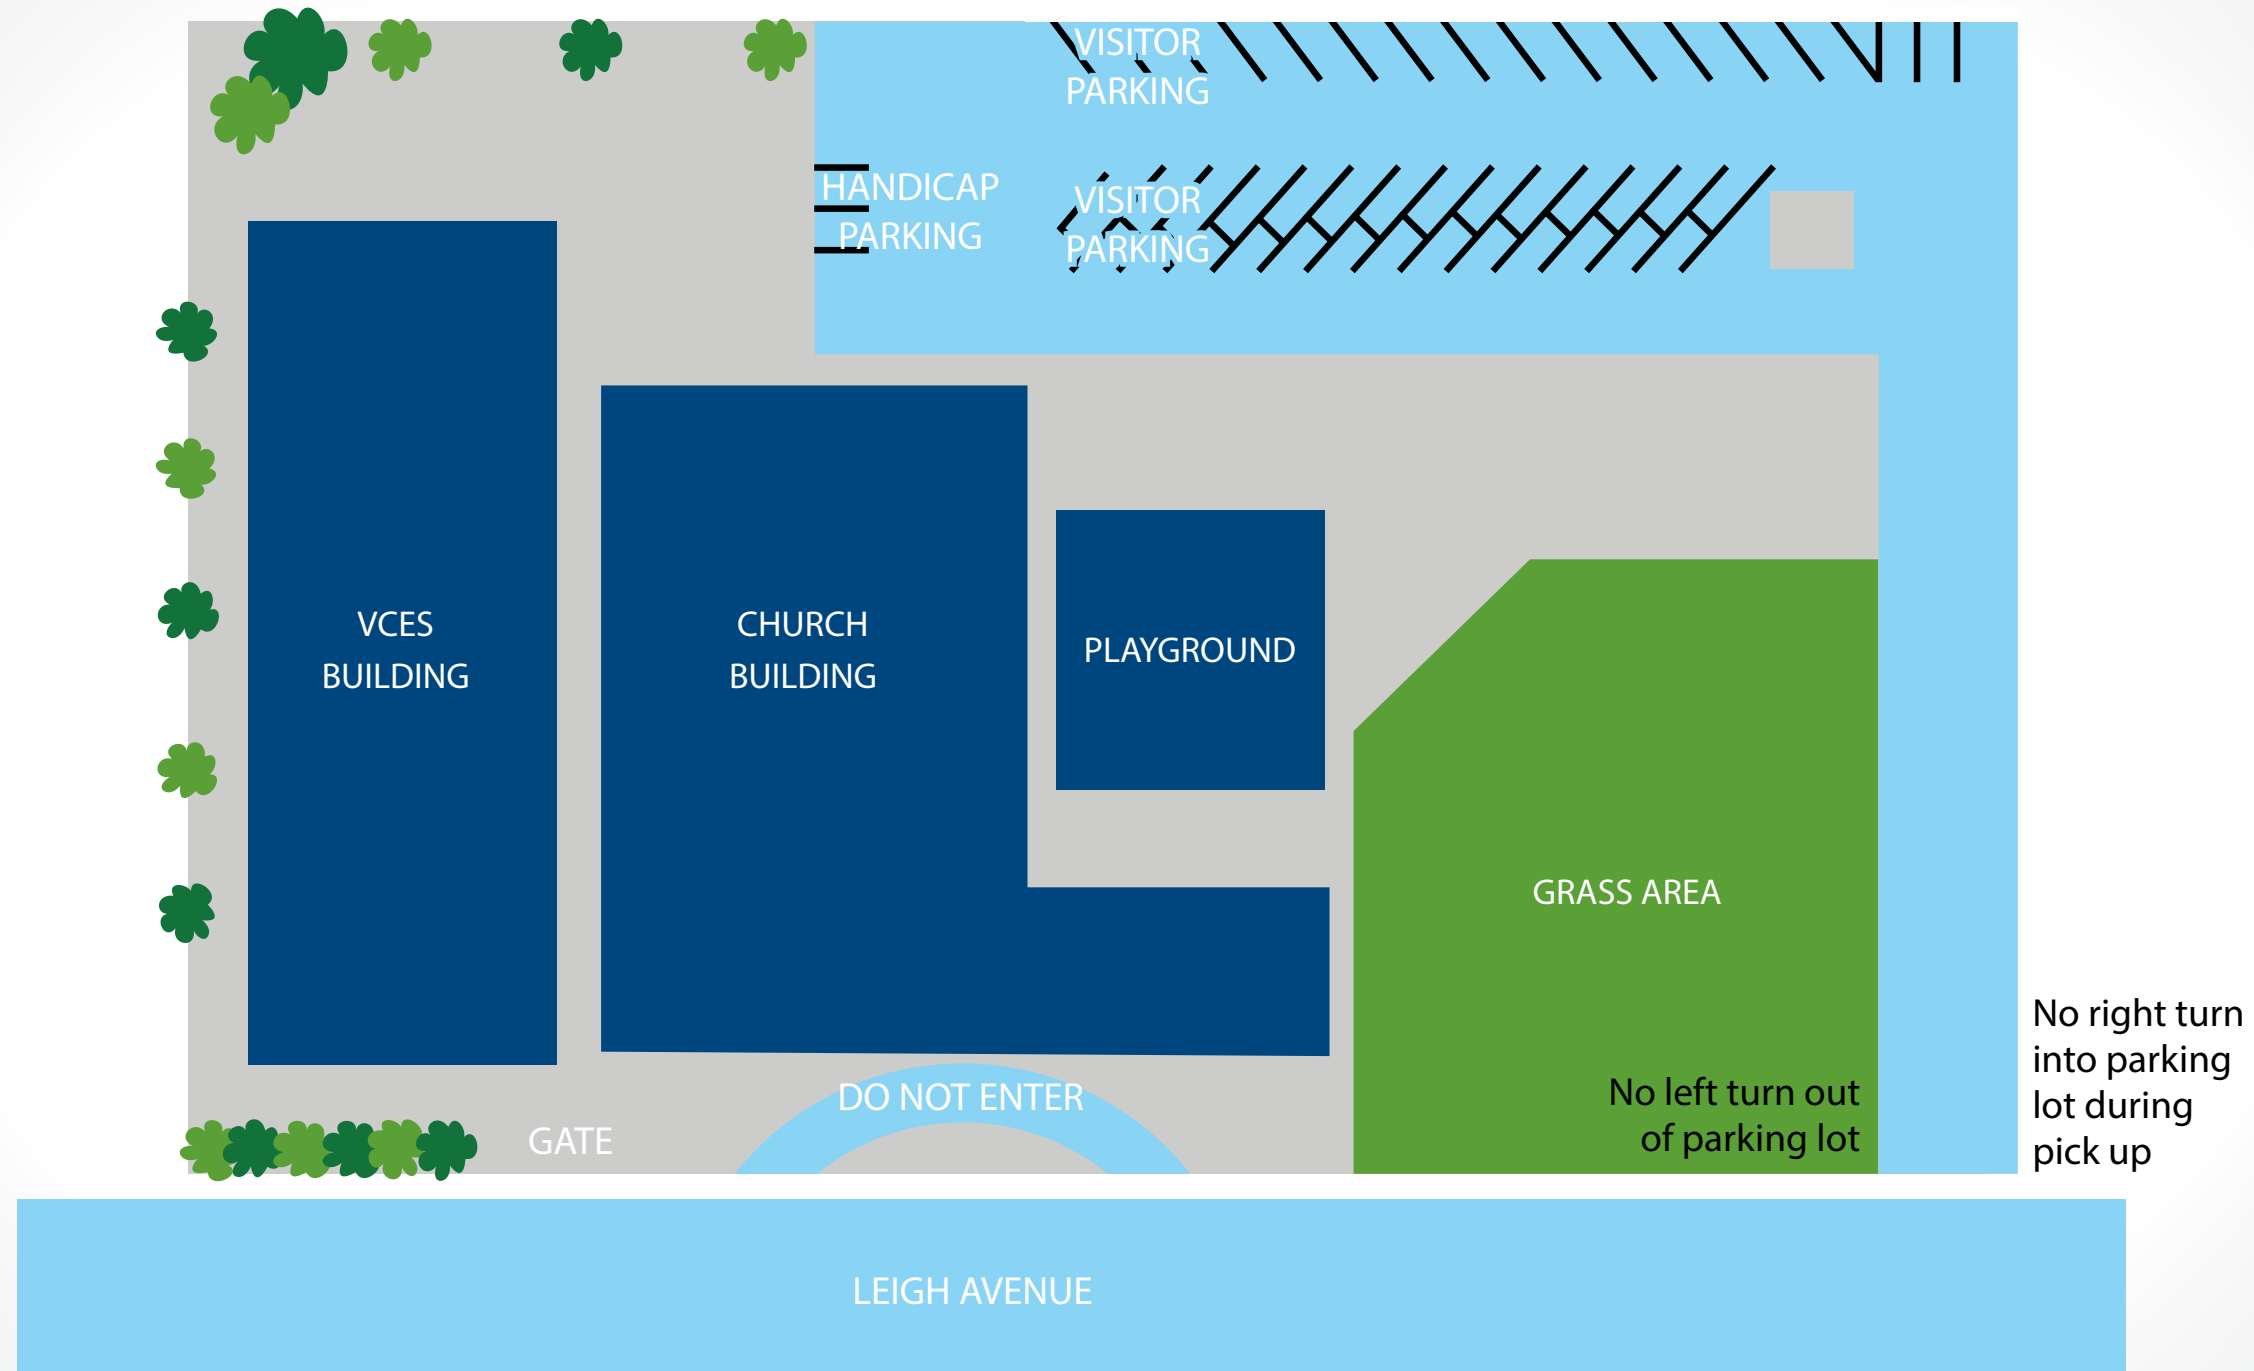 VISITOR
PARKING
HANDICAP
PARKING
VISITOR
PARKING
VCES
BUILDING
CHURCH
BUILDING
PLAYGROUND
GRASS AREA
No right turn
into parking
lot during
pick up
No left turn out
of parking lot
DO NOT ENTER
GATE
LEIGH AVENUE